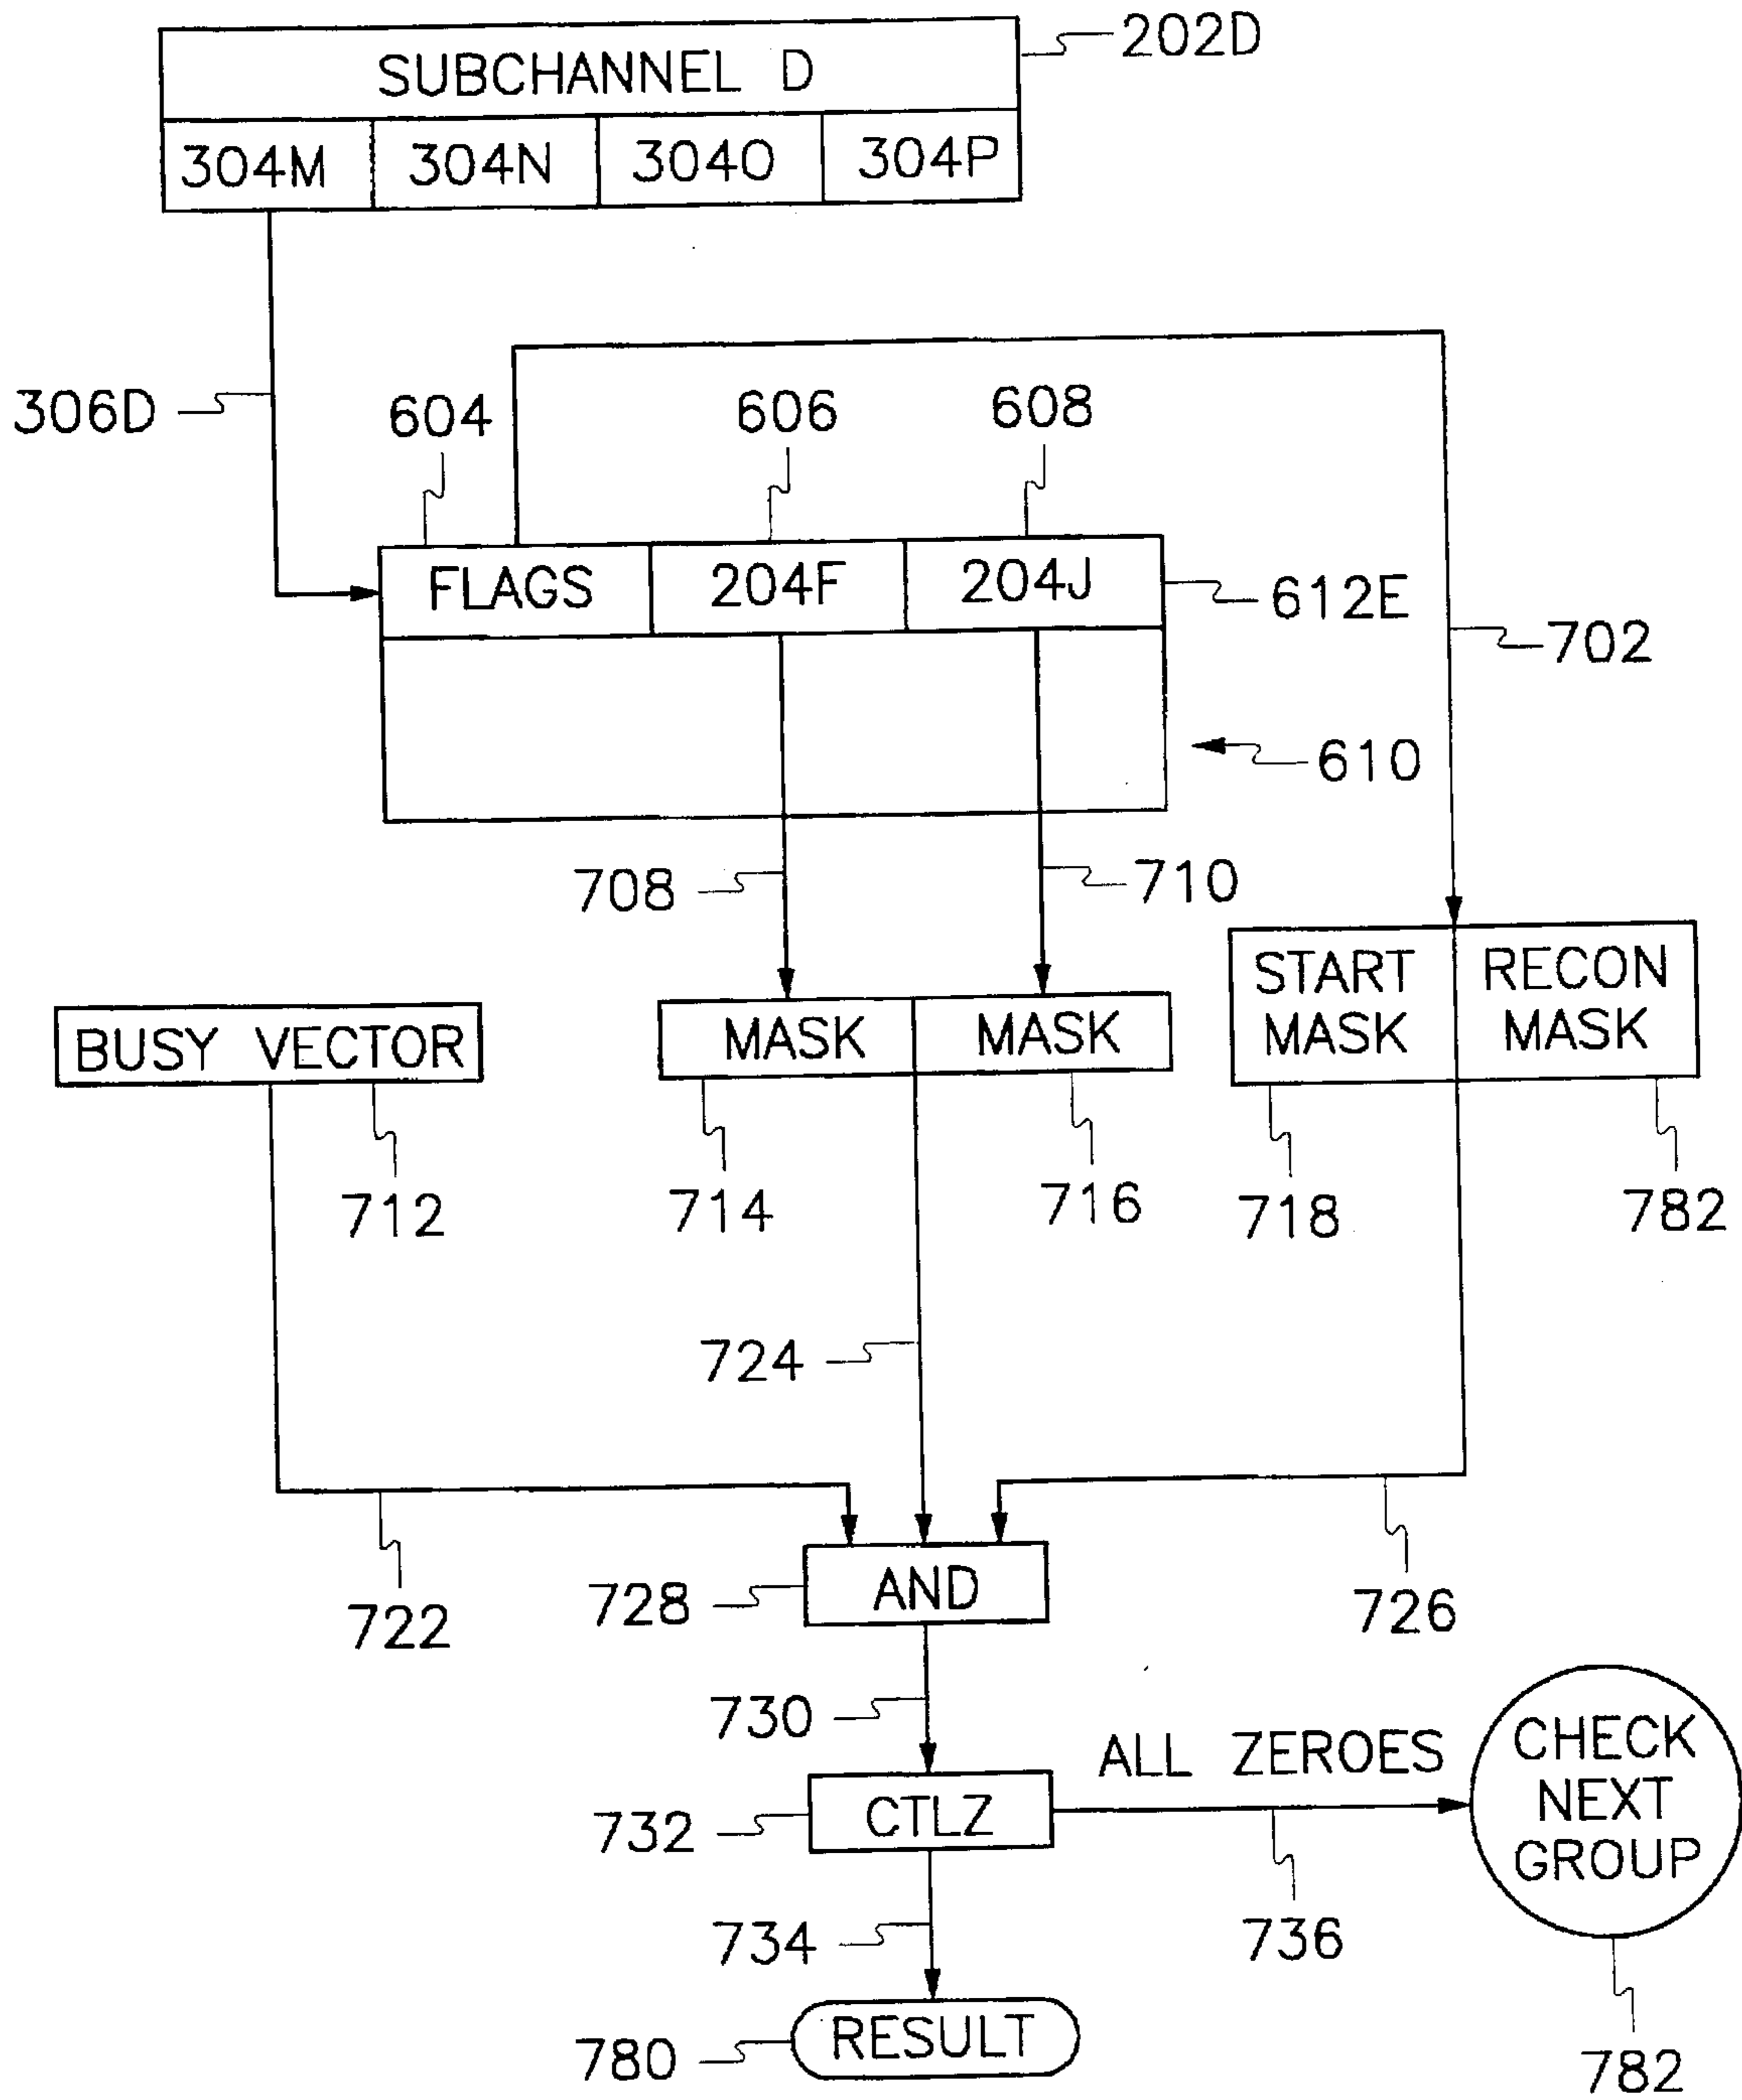 202D
SUBCHANNEL D
304M 304N 304O 304P
306D
604 606 608
FLAGS 204F 204J
612E
702
610
708 710
START MASK
RECON MASK
BUSY VECTOR
MASK MASK
712 714 716 718 782
724
AND
728
722 726
730
ALL ZEROES
CHECK
NEXT
GROUP
CTLZ
732
734 736
RESULT
780 782